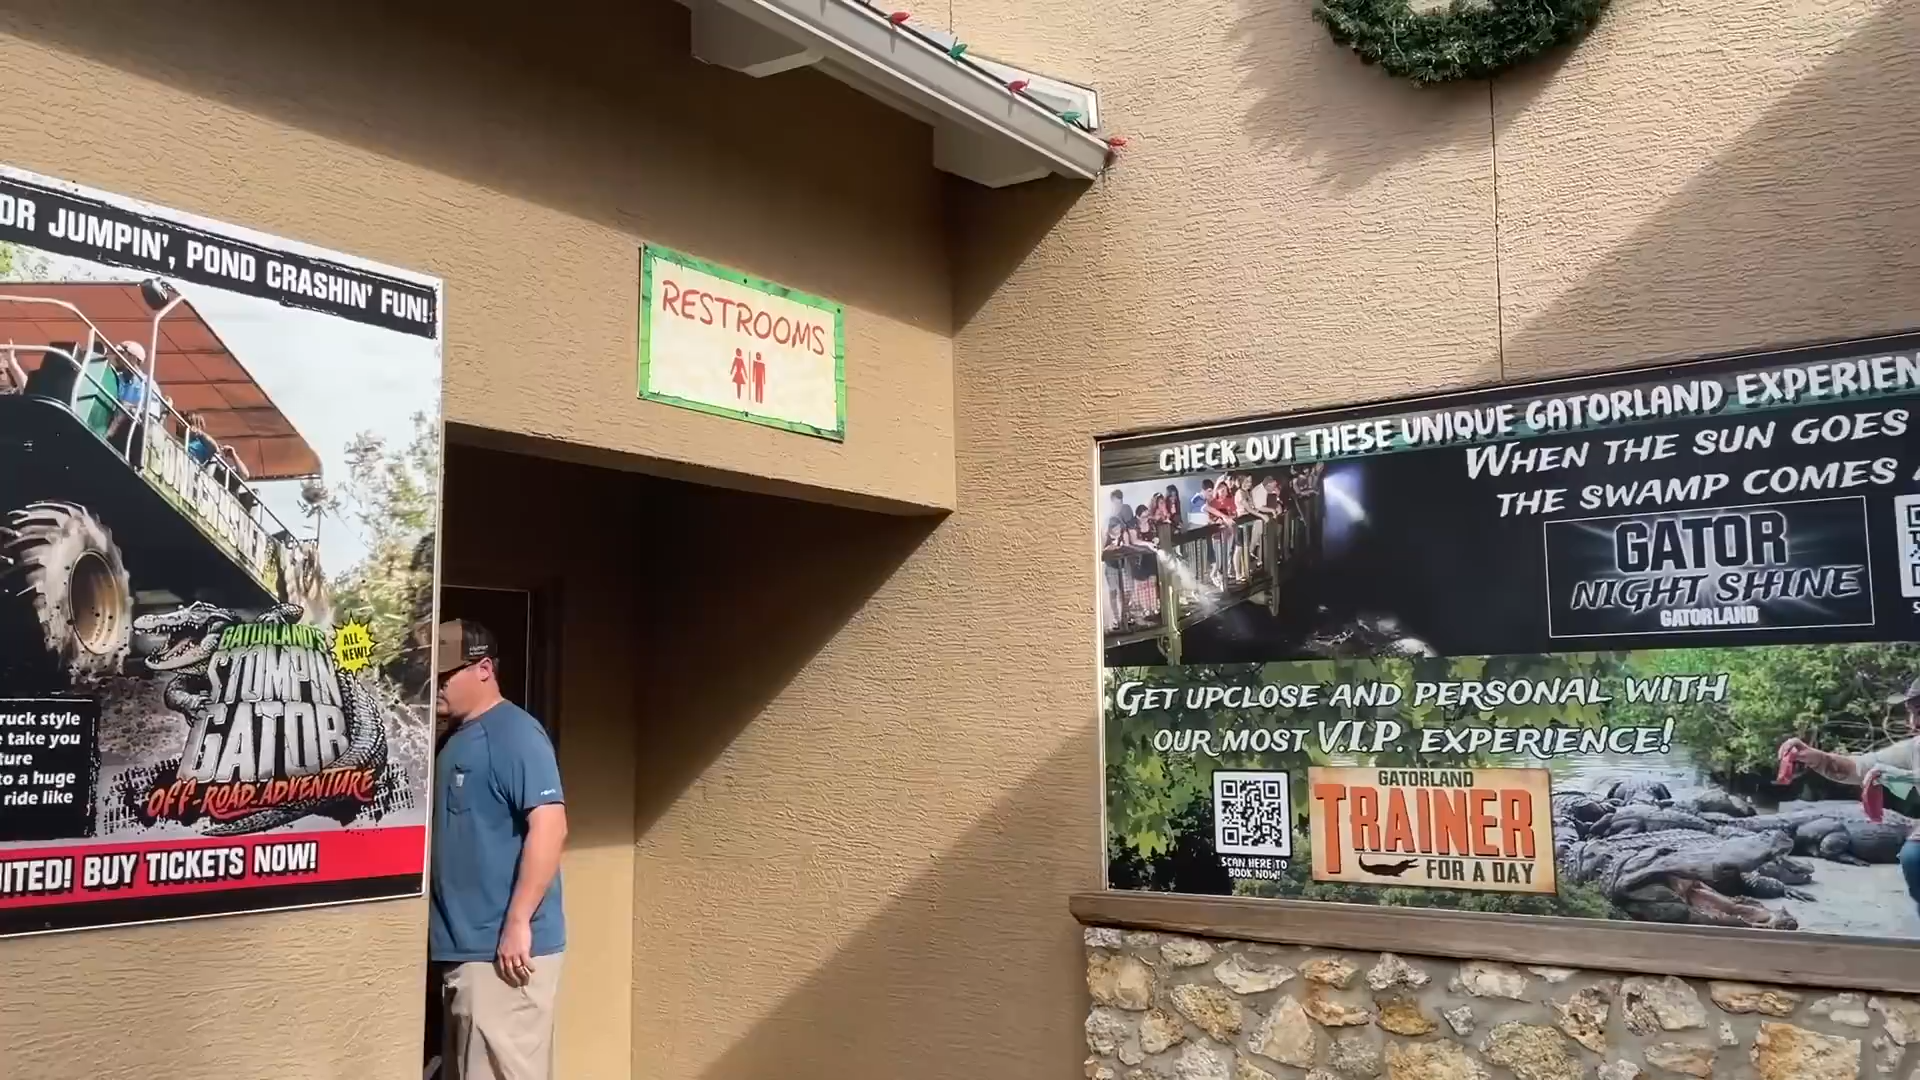 OR JUMPIN', POND CRASHIN' FUN!
GATORLAND'S
STOMPIN
GATOR
OFF-ROAD ADVENTURE
ALL-
NEW!
ruck style
take you
ture
to a huge
ride like
ITED! BUY TICKETS NOW!
RESTROOMS
CHECK OUT THESE UNIQUE GATORLAND EXPERIEN
WHEN THE SUN GOES
THE SWAMP COMES
GATOR
NIGHT SHINE
GATORLAND
GET UPCLOSE AND PERSONAL WITH
OUR MOST V.I.P. EXPERIENCE!
SCAN HERE TO
BOOK NOW!
GATORLAND
TRAINER
FOR A DAY